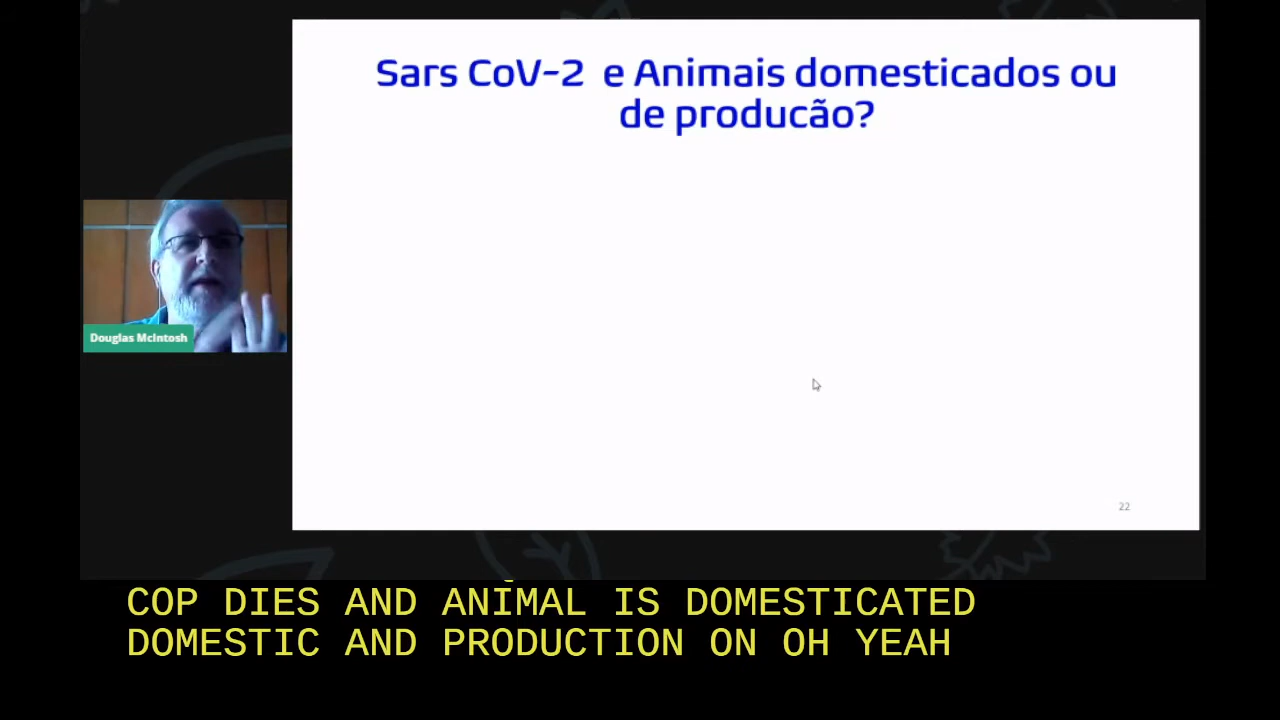 Sars CoV-2 e Animais domesticados ou
de producão?
Douglas McIntosh
22
COP DIES AND ANIMAL IS DOMESTICATED
DOMESTIC AND PRODUCTION ON OH YEAH